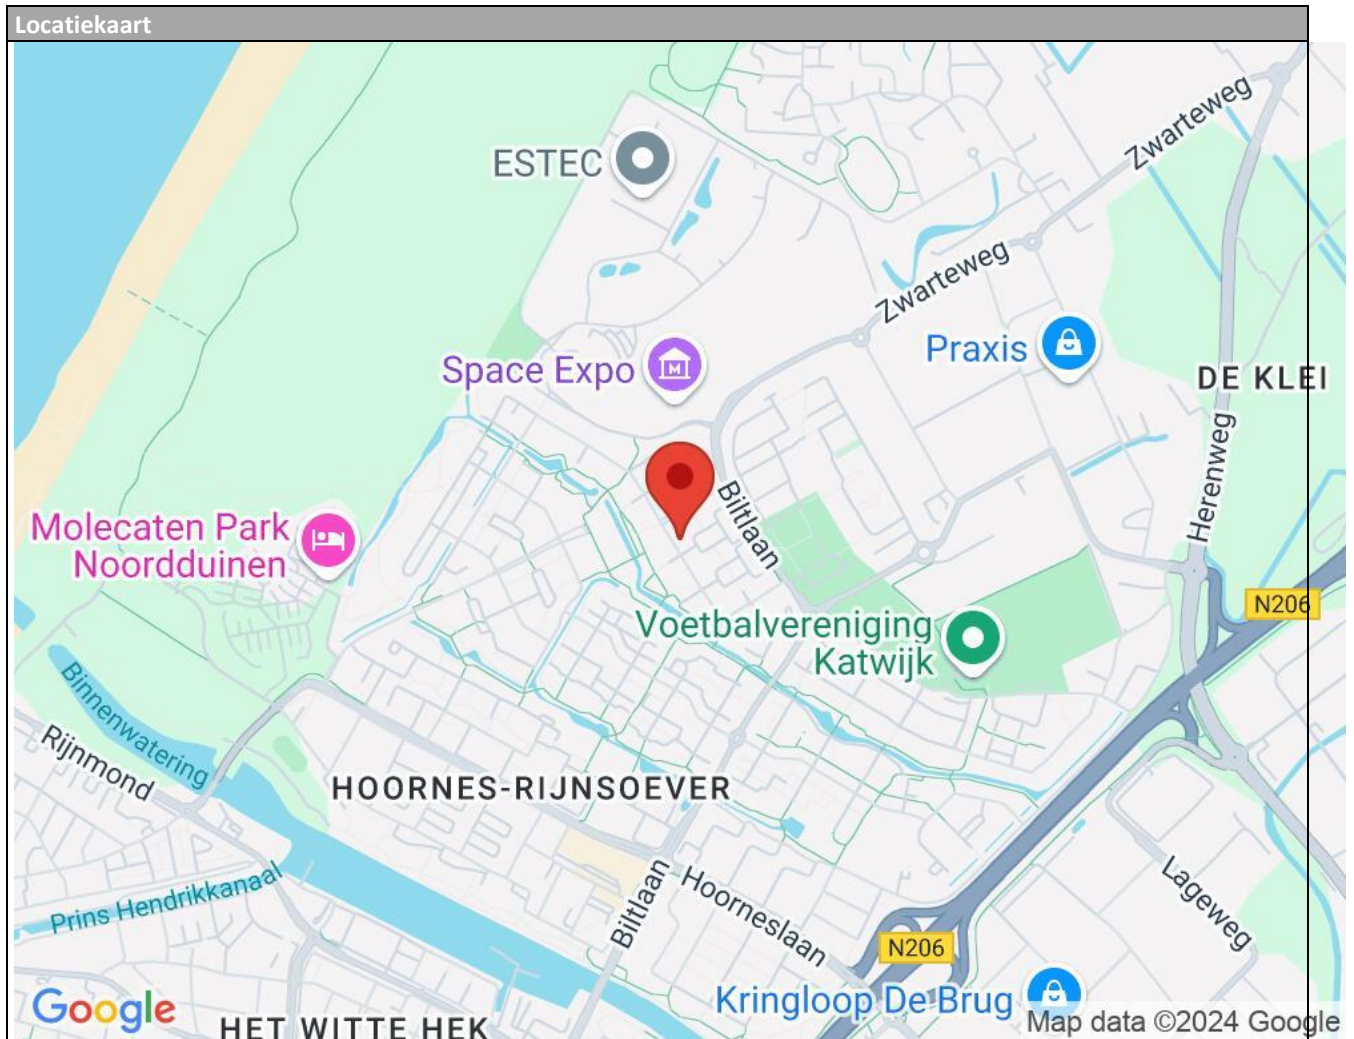 Locatiekaart
ESTEC
Zwarteweg
Zwarteweg
Space Expo
Praxis
DE KLEI
Herenweg
Biltlaan
Molecaten Park
Noordduinen
N206
Voetbalvereniging
Katwijk
Binnenwatering
Rijnmond
HOORNES-RIJNSOEVER
Prins Hendrikkanaal
Biltlaan
Hoorneslaan
Lageweg
N206
Kringloop De Brug
Google
HET WITTE HEK
Map data ©2024 Google